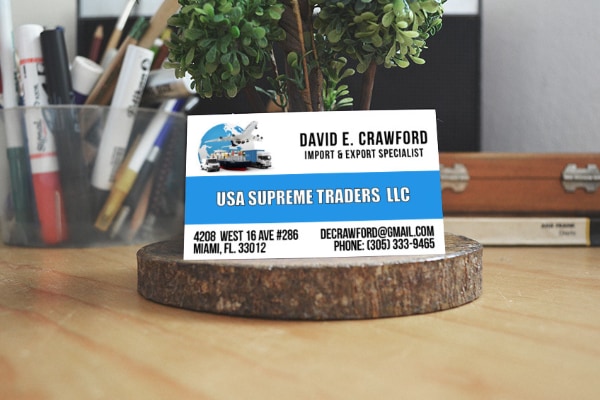 DAVID E. CRAWFORD
IMPORT & EXPORT SPECIALIST
USA SUPREME TRADERS LLC
4208 WEST 16 AVE #286
MIAMI, FL. 33012
DECRAWFORD@GMAIL.COM
PHONE: (305) 333-9465